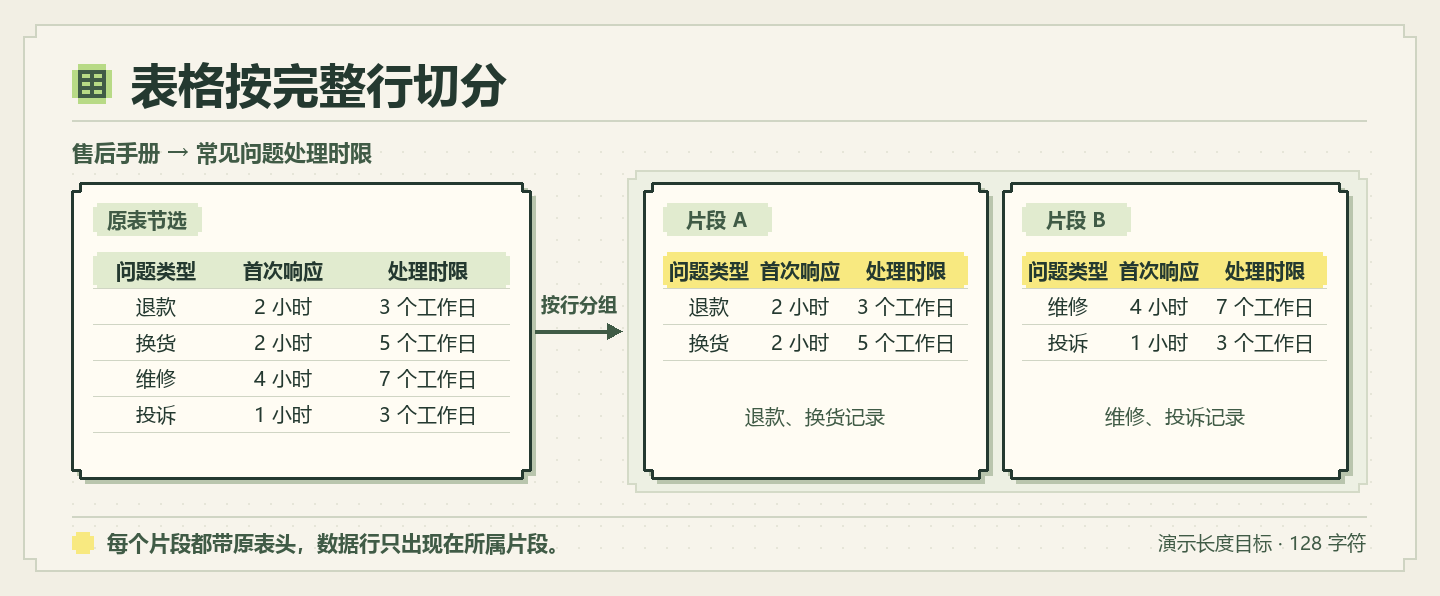 表格按完整行切分
售后手册 → 常见问题处理时限
原表节选
问题类型 首次响应 处理时限
退款 2 小时 3 个工作日
换货 2 小时 5 个工作日
维修 4 小时 7 个工作日
投诉 1 小时 3 个工作日
按行分组
片段 A
问题类型 首次响应 处理时限
退款 2 小时 3 个工作日
换货 2 小时 5 个工作日
退款、换货记录
片段 B
问题类型 首次响应 处理时限
维修 4 小时 7 个工作日
投诉 1 小时 3 个工作日
维修、投诉记录
每个片段都带原表头，数据行只出现在所属片段。
演示长度目标 · 128 字符